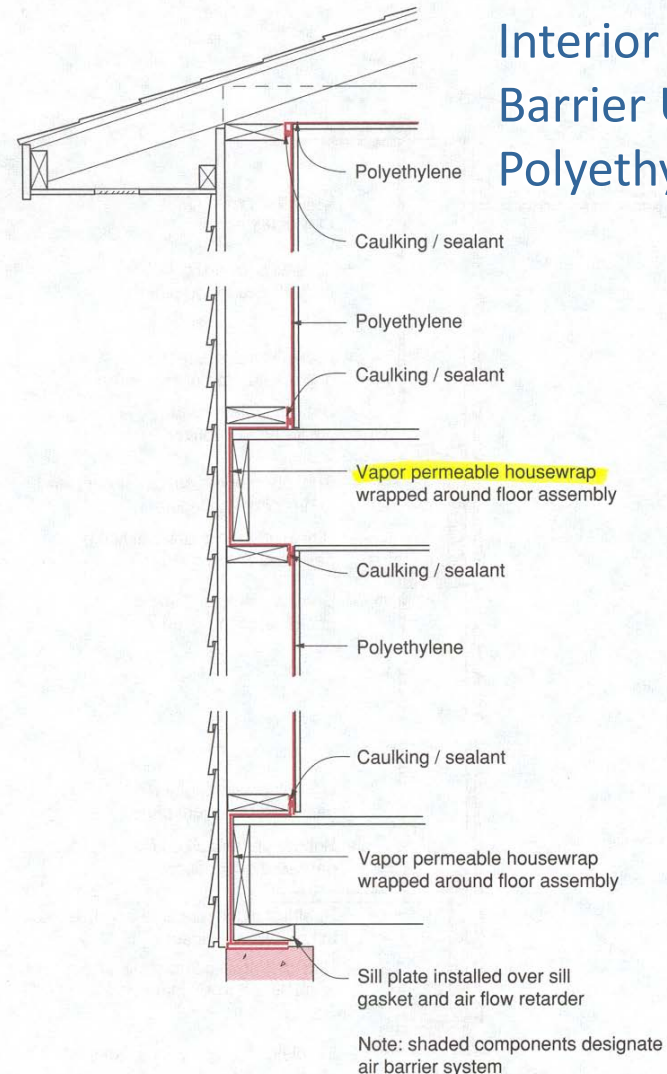 Interior
Barrier
Polyethy
Polyethylene
Caulking / sealant
Polyethylene
Caulking / sealant
Vapor permeable housewrap
wrapped around floor assembly
Caulking / sealant
Polyethylene
Caulking / sealant
Vapor permeable housewrap
wrapped around floor assembly
Sill plate installed over sill
gasket and air flow retarder
Note: shaded components designate
air barrier system